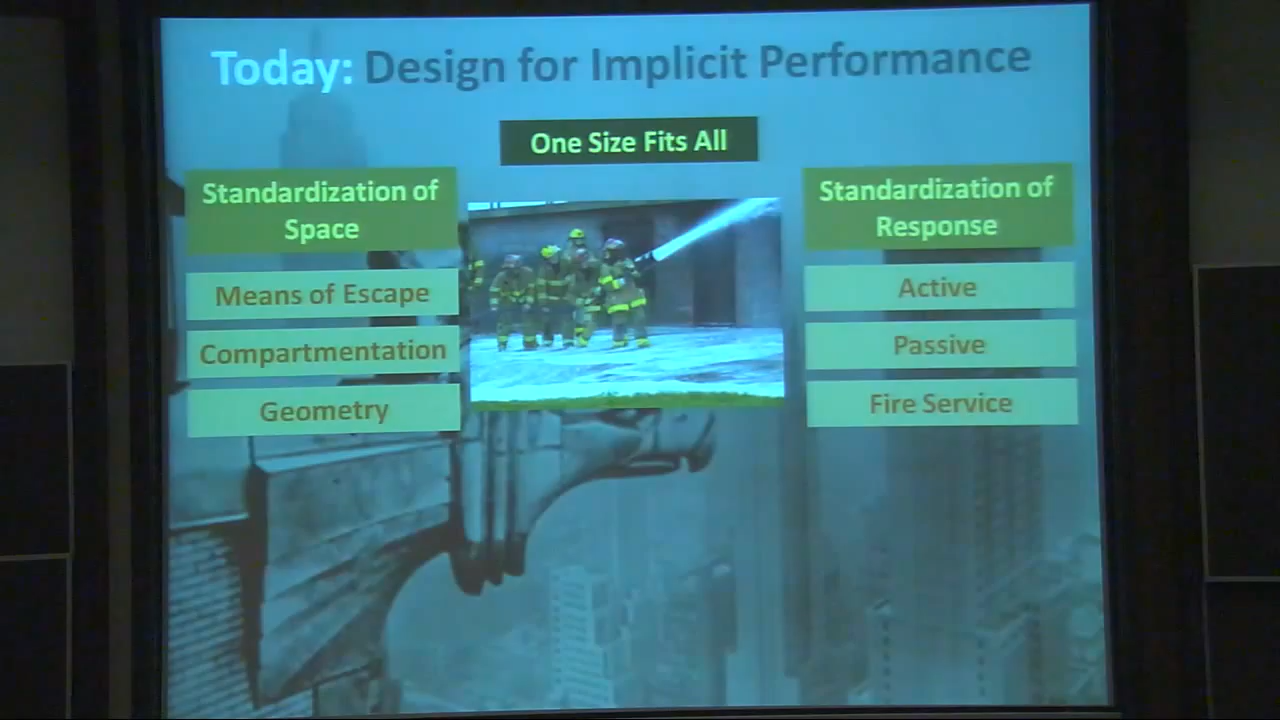 Today: Design for Implicit Performance
One Size Fits All
Standardization of
Space
Means of Escape
Compartmentation
Geometry
Standardization of
Response
Active
Passive
Fire Service